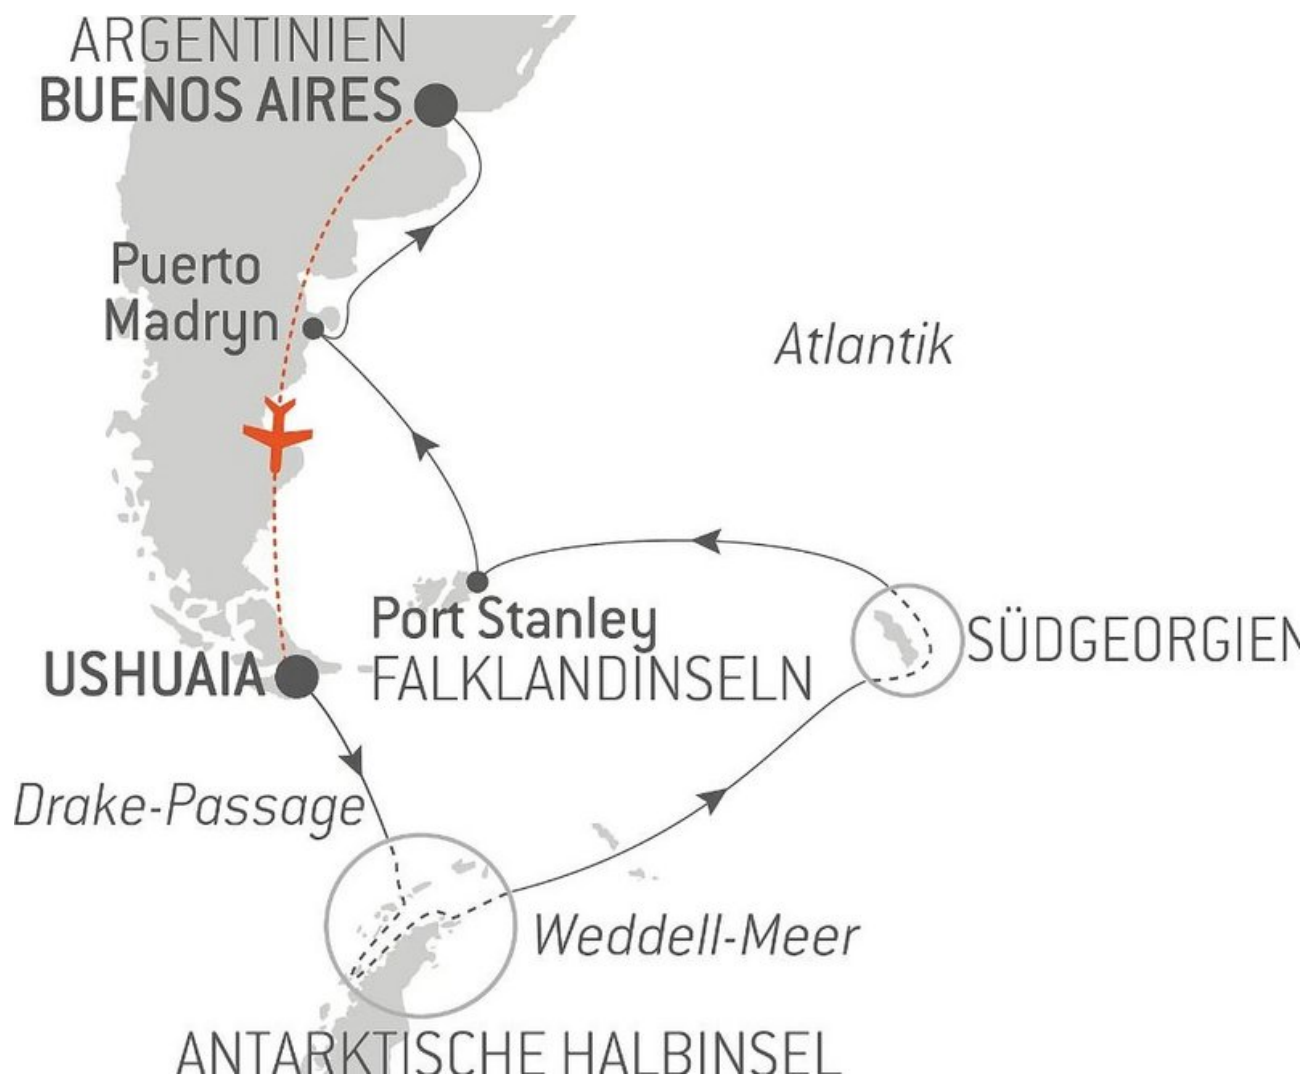 ARGENTINIEN
BUENOS AIRES
Puerto
Madryn
Atlantik
Port Stanley
FALKLANDINSELN
SÜDGEORGIEN
USHUAIA
Drake-Passage
Weddell-Meer
ANTARKTISCHE HALBINSEL